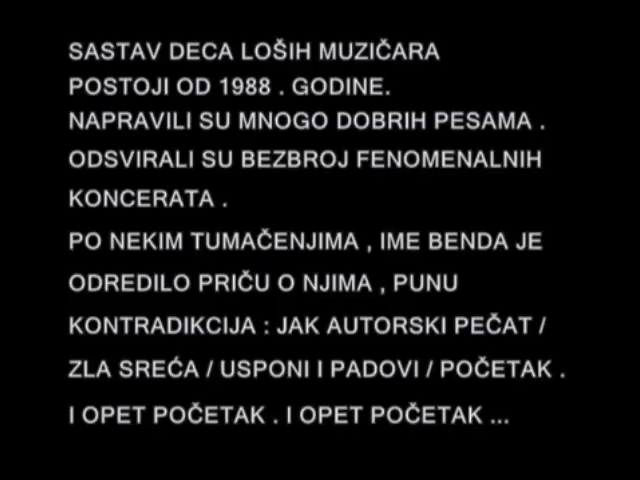 SASTAV DECA LOŠIH MUZIČARA
POSTOJI OD 1988 . GODINE.
NAPRAVILI SU MNOGO DOBRIH PESAMA .
ODSVIRALI SU BEZBROJ FENOMENALNIH
KONCERATA .
PO NEKIM TUMAČENJIMA , IME BENDA JE
ODREDILO PRIČU O NJIMA , PUNU
KONTRADIKCIJA : JAK AUTORSKI PEČAT /
ZLA SREĆA / USPONI I PADOVI / POČETAK .
I OPET POČETAK . I OPET POČETAK ...